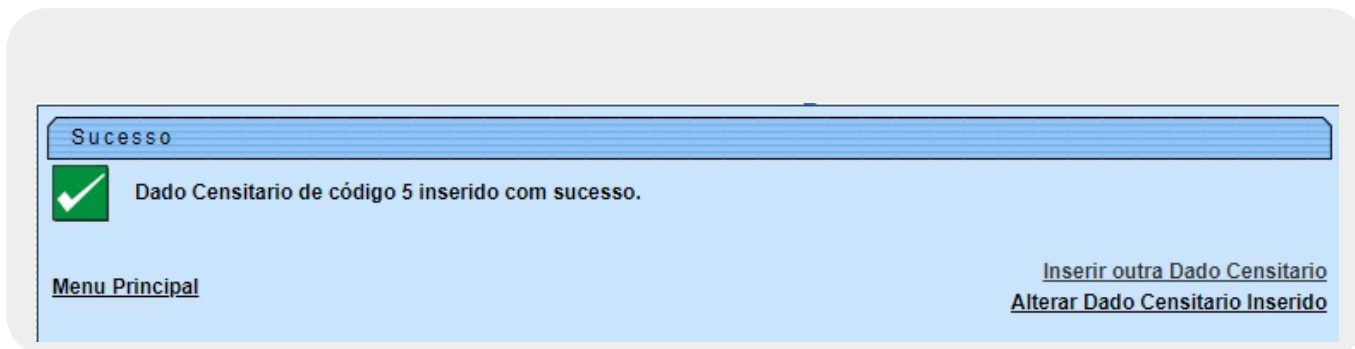 Sucesso
Dado Censitario de código 5 inserido com sucesso.
Menu Principal
Inserir outra Dado Censitario
Alterar Dado Censitario Inserido